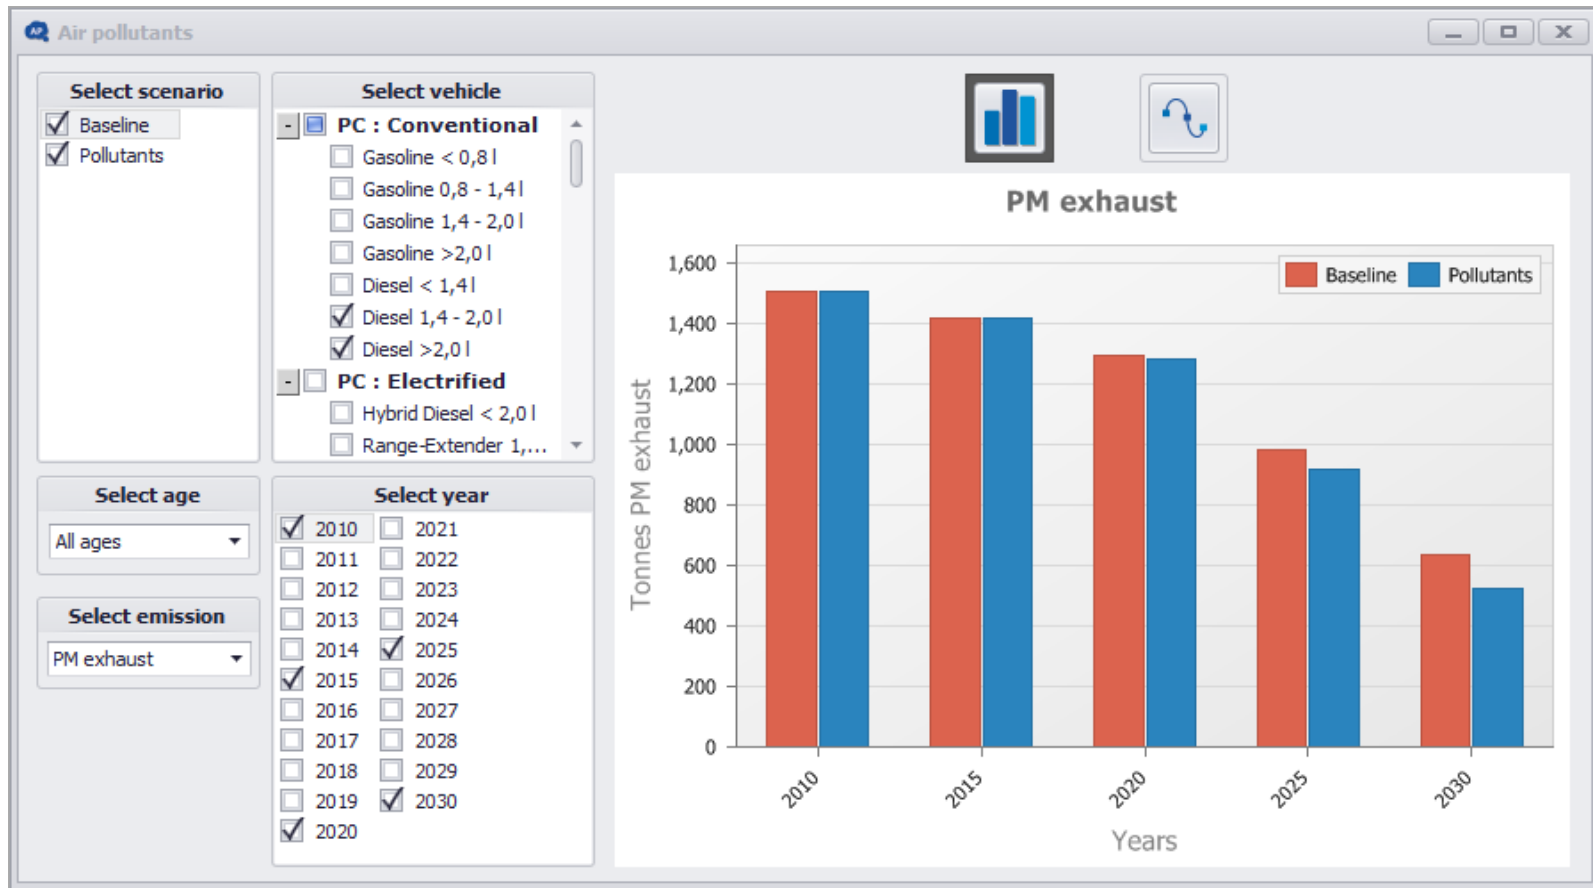 AP Air pollutants
Select scenario
Baseline
Pollutants
Select vehicle
- PC : Conventional
Gasoline < 0,8 l
Gasoline 0,8 - 1,4 l
Gasoline 1,4 - 2,0 l
Gasoline >2,0 l
Diesel < 1,4 l
Diesel 1,4 - 2,0 l
Diesel >2,0 l
- PC : Electrified
Hybrid Diesel < 2,0 l
Range-Extender 1,...
Select age
All ages
Select emission
PM exhaust
Select year
2010 2021
2011 2022
2012 2023
2013 2024
2014 2025
2015 2026
2016 2027
2017 2028
2018 2029
2019 2030
2020
PM exhaust
Baseline Pollutants
Tonnes PM exhaust
1,600
1,400
1,200
1,000
800
600
400
200
0
2010 2015 2020 2025 2030
Years